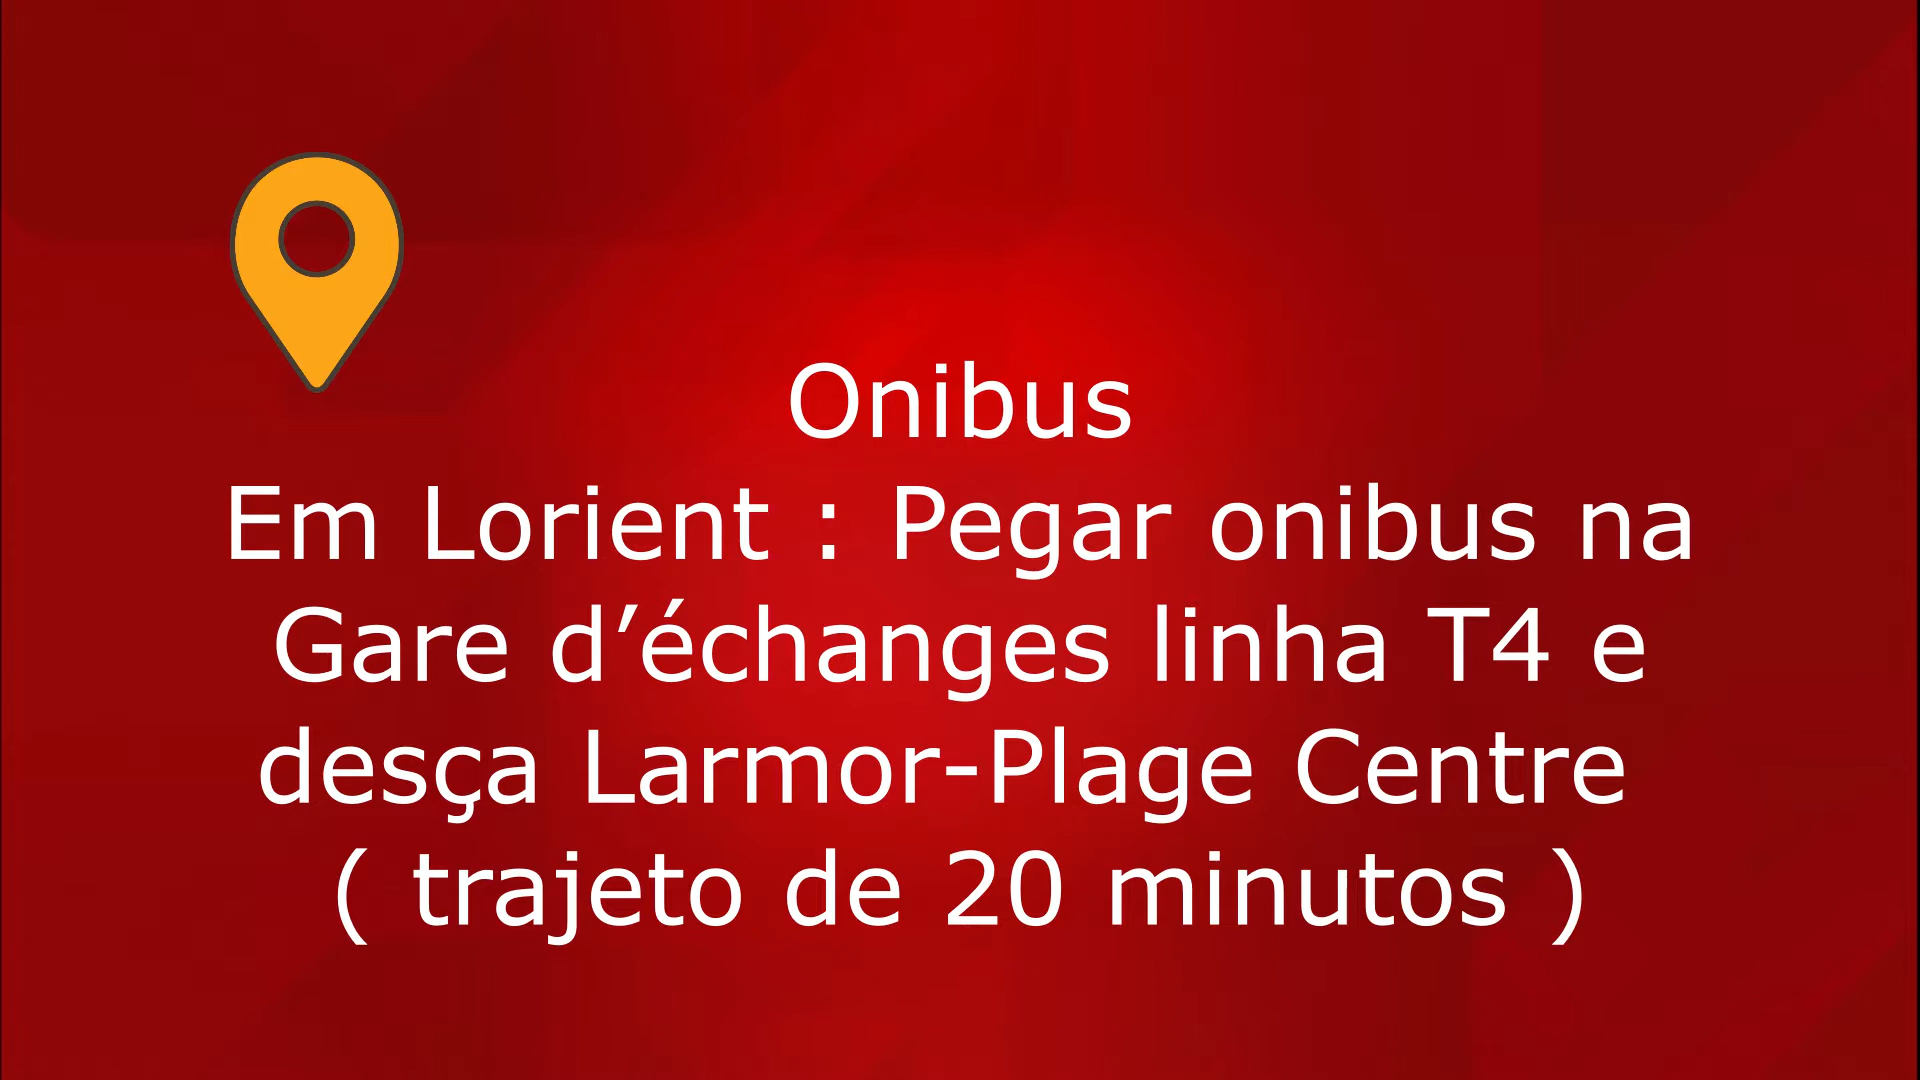 Onibus
Em Lorient : Pegar onibus na
Gare d’échanges linha T4 e
desça Larmor-Plage Centre
( trajeto de 20 minutos )